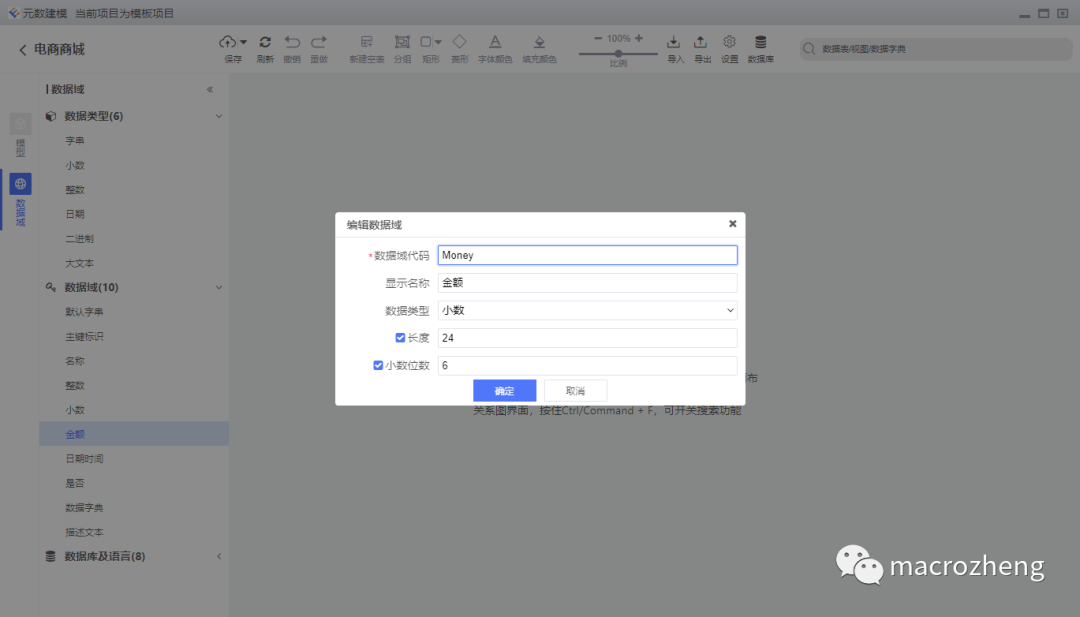 元数建模 当前项目为模板项目
电商商城
保存 刷新 撤销 重做 新建空表 分组 矩形 菱形 字体颜色 填充颜色
100%
比例
导入 导出 设置 数据库
数据表/视图/数据字典
模型
数据域
数据域
数据类型(6)
字串
小数
整数
日期
二进制
大文本
数据域(10)
默认字串
主键标识
名称
整数
小数
金额
日期时间
是否
数据字典
描述文本
数据库及语言(8)
编辑数据域
*数据域代码 Money
显示名称 金额
数据类型 小数
长度 24
小数位数 6
确定 取消
布
关系图界面，按住Ctrl/Command + F，可开关搜索功能
macrozheng